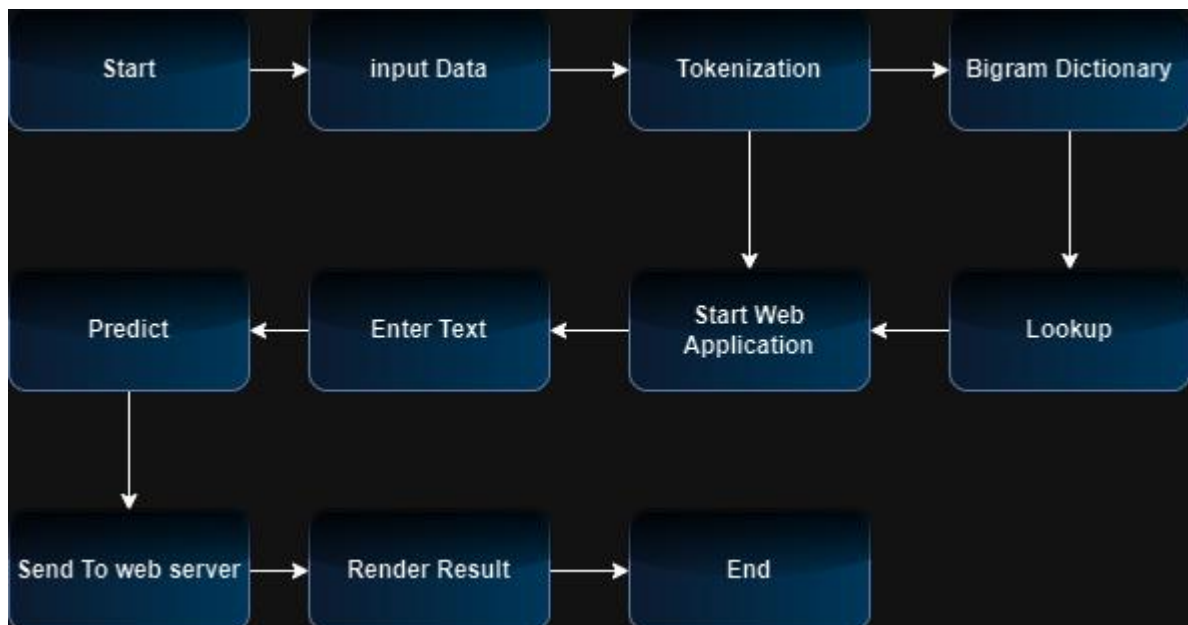 Start
input Data
Tokenization
Bigram Dictionary
Predict
Enter Text
Start Web
Application
Lookup
Send To web server
Render Result
End